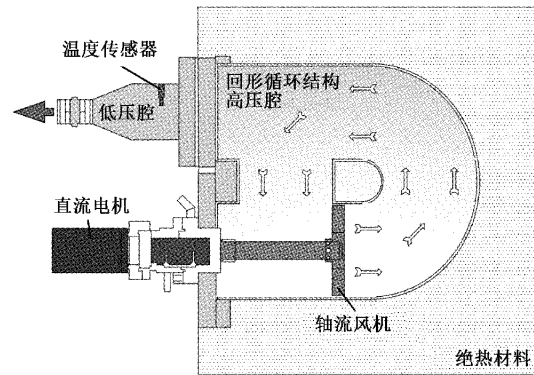 温度传感器
低压腔
回形循环结构
高压腔
直流电机
轴流风机
绝热材料